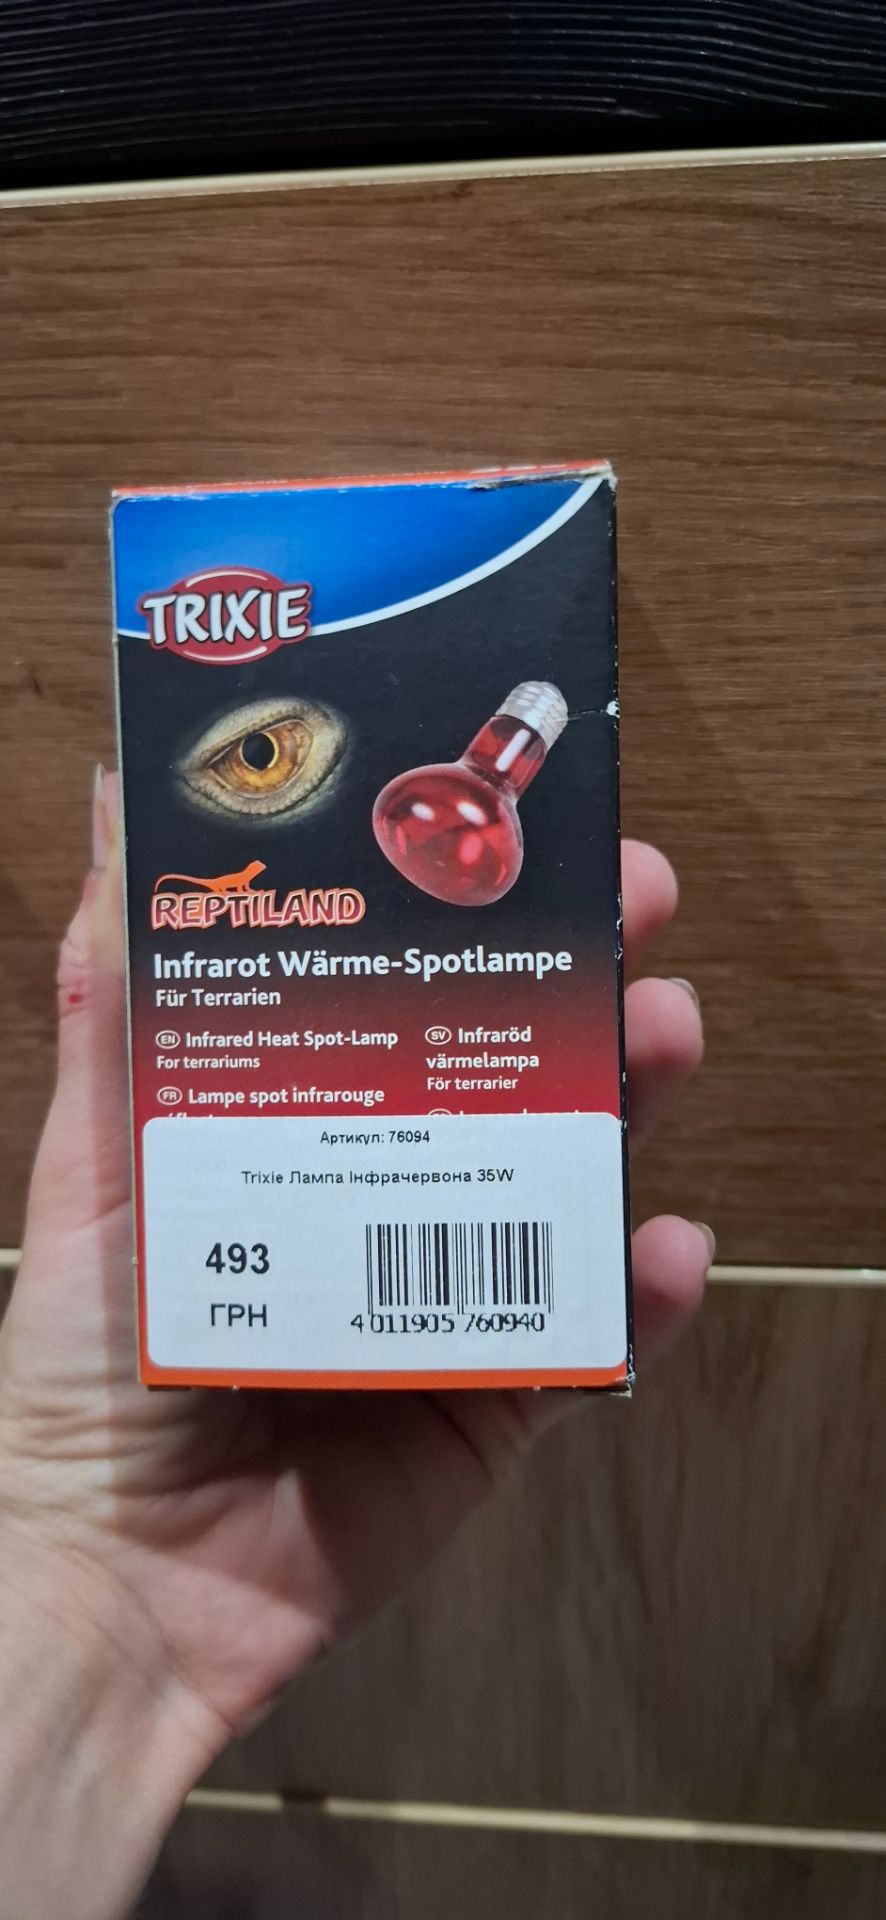 TRIXIE
REPTILAND
Infrarot Wärme-Spotlampe
Für Terrarien
EN Infrared Heat Spot-Lamp
For terrariums
FR Lampe spot infrarouge
SV Infraröd
värmelampa
För terrarier
Артикул: 76094
Trixie Лампа Інфрачервона 35W
493
ГРН
4 011905 760940